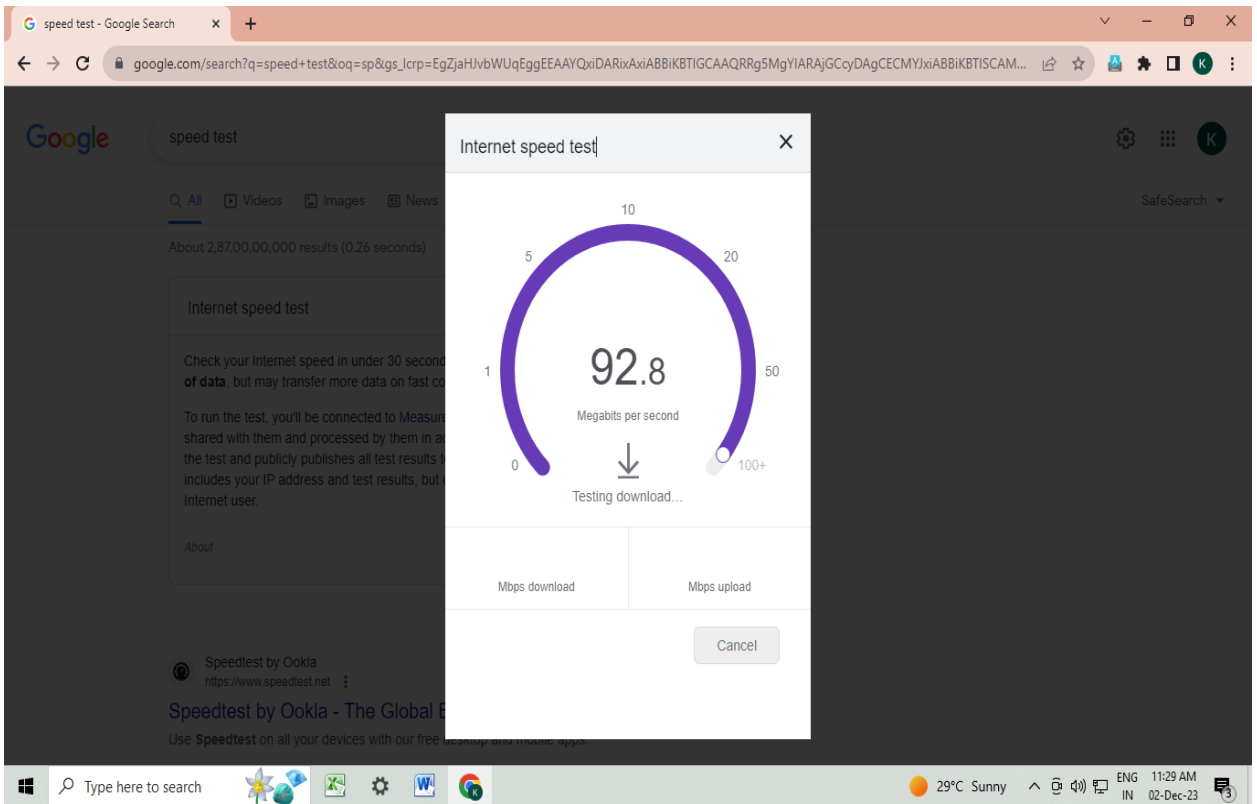 speed test - Google Search
google.com/search?q=speed+test&oq=sp&gs_lcrp=EgZjaHJvbWUqEggEEAAYQxiDARixAxiABBiKBTIGCAAQRRg5MgYIARAjGCcyDAgCECMYJxiABBiKBTISCAM...
K
Google
speed test
K
All
Videos
Images
News
SafeSearch
About 2,87,00,00,000 results (0.26 seconds)
Internet speed test
Check your Internet speed in under 30 second
of data, but may transfer more data on fast co
To run the test, you'll be connected to Measure
shared with them and processed by them in a
the test and publicly publishes all test results t
includes your IP address and test results, but
Internet user.
About
Speedtest by Ookla
https://www.speedtest.net
Speedtest by Ookla - The Global
Use Speedtest on all your devices with our free desktop and mobile apps.
Internet speed test
10
5
20
1
92.8
50
Megabits per second
0
100+
Testing download...
Mbps download
Mbps upload
Cancel
Type here to search
29°C Sunny
ENG
IN
11:29 AM
02-Dec-23
3